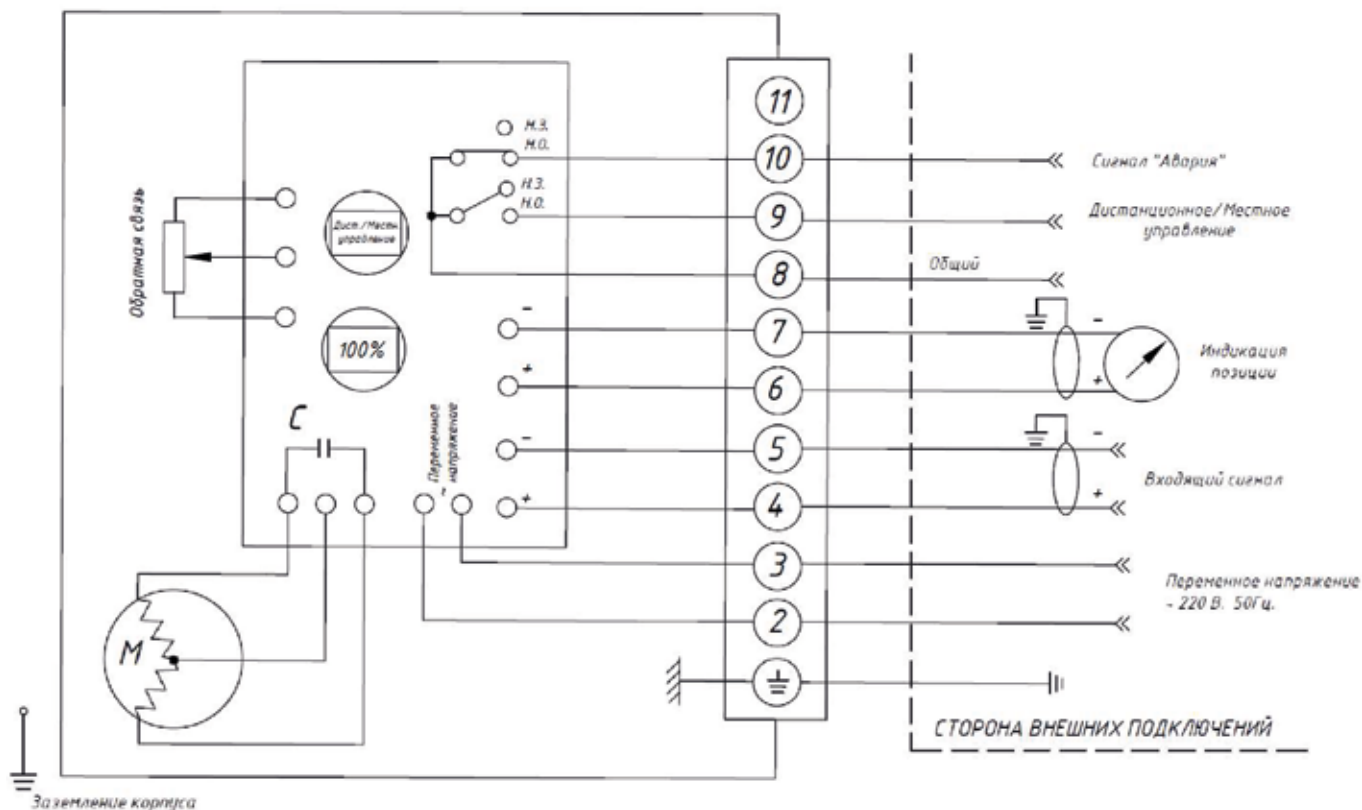 11
Н.З.
Н.О.
10
Сигнал "Авария"
Обратная связь
Дист./Местн.
управление
Н.З.
Н.О.
9
Дистанционное/Местное
управление
8
Общий
100%
-
7
-
Индикация
позиции
+
6
+
C
Переменное
напряжение
~
-
5
-
Входящий сигнал
+
4
+
3
Переменное напряжение
~ 220 В. 50Гц.
2
М
СТОРОНА ВНЕШНИХ ПОДКЛЮЧЕНИЙ
Заземление корпуса